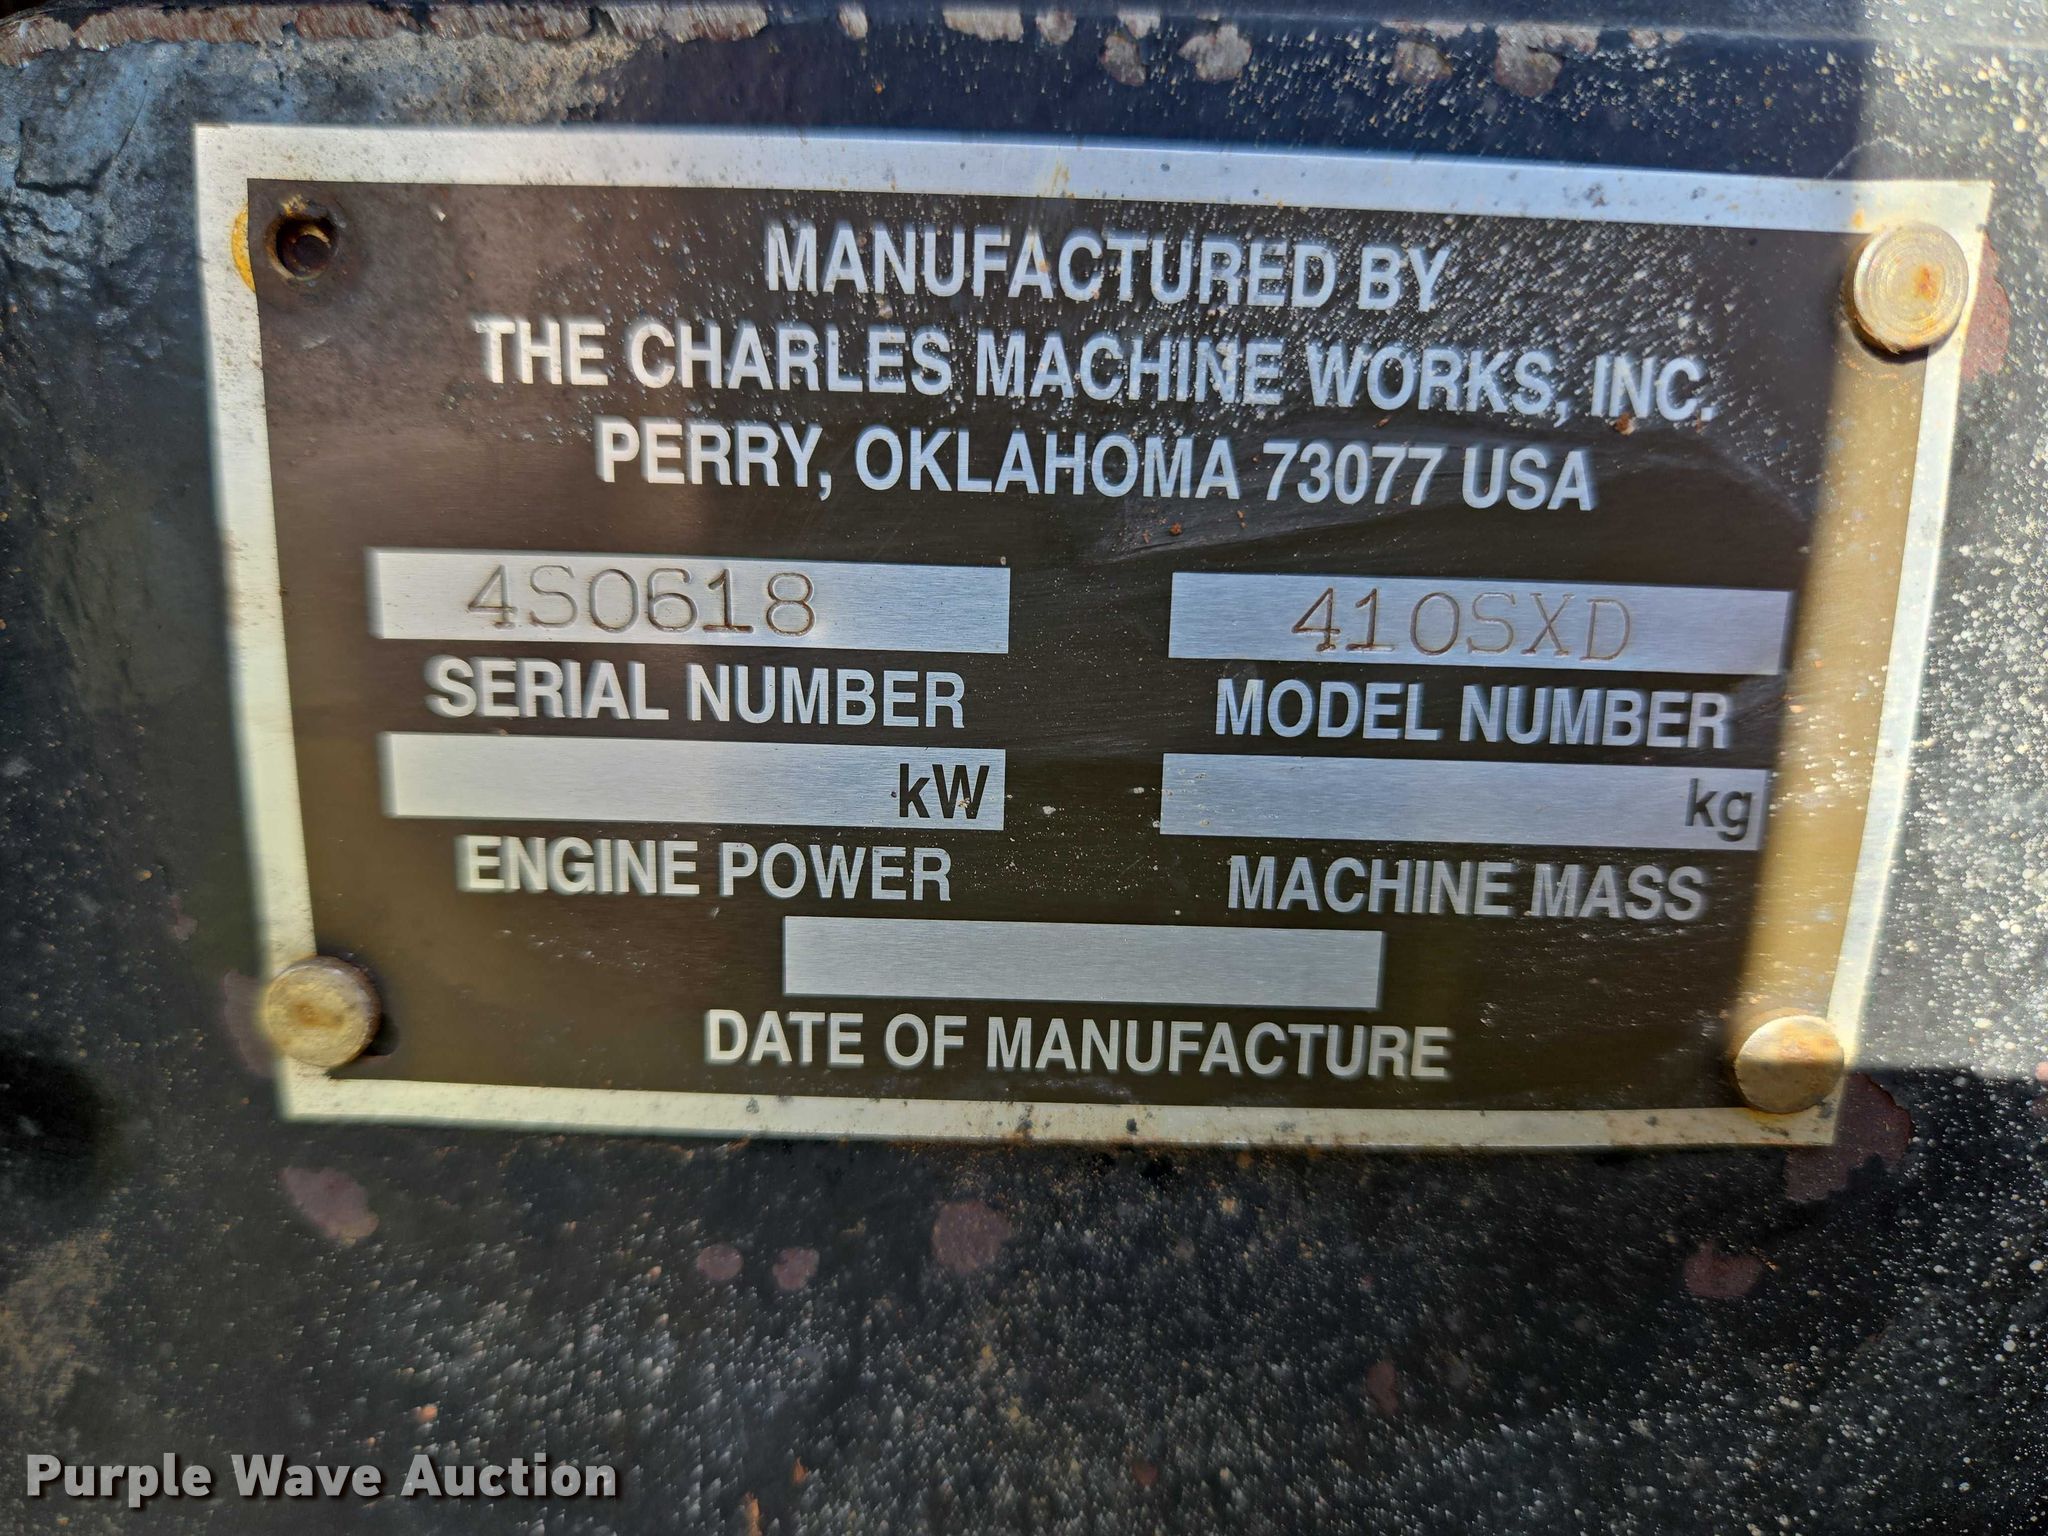 MANUFACTURED BY
THE CHARLES MACHINE WORKS, INC.
PERRY, OKLAHOMA 73077 USA
4S0618 410SXD
SERIAL NUMBER MODEL NUMBER
kW kg
ENGINE POWER MACHINE MASS
DATE OF MANUFACTURE
Purple Wave Auction